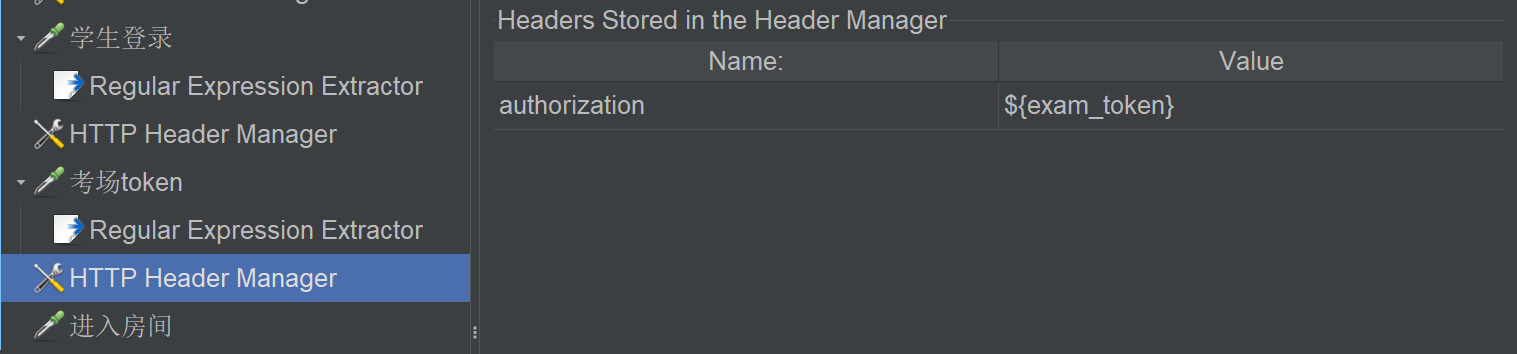 学生登录
Regular Expression Extractor
HTTP Header Manager
考场token
Regular Expression Extractor
HTTP Header Manager
进入房间
Headers Stored in the Header Manager
Name: Value
authorization ${exam_token}